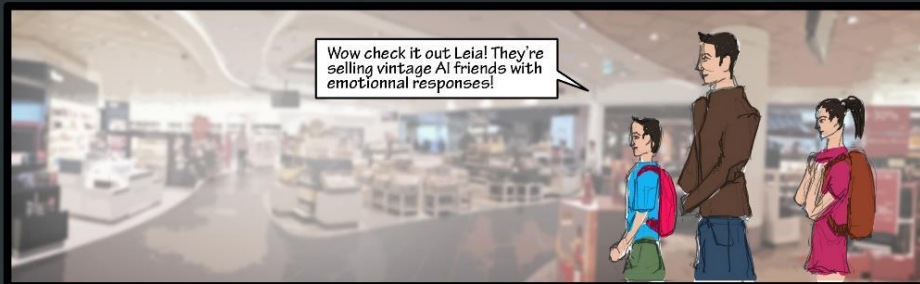 Wow check it out Leia! They're
selling vintage AI friends with
emotionnal responses!